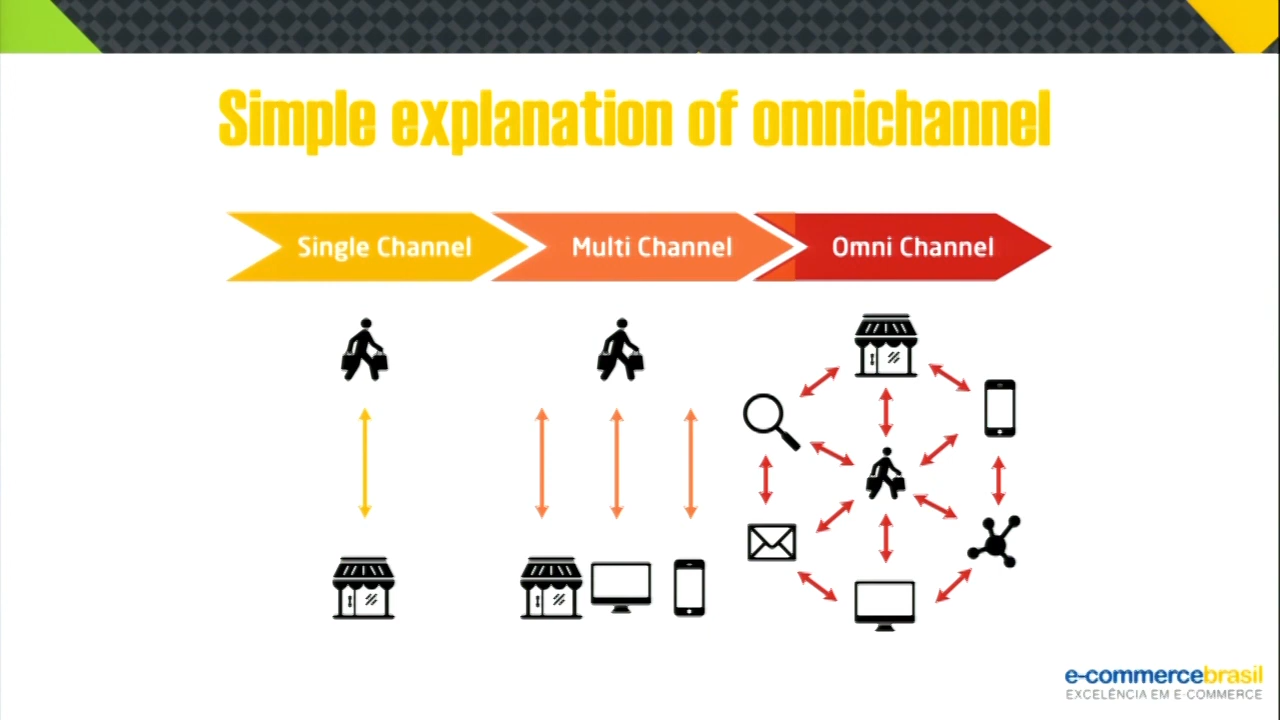 Simple explanation of omnichannel
Single Channel
Multi Channel
Omni Channel
e-commercebrasil
EXCELÊNCIA EM E-COMMERCE